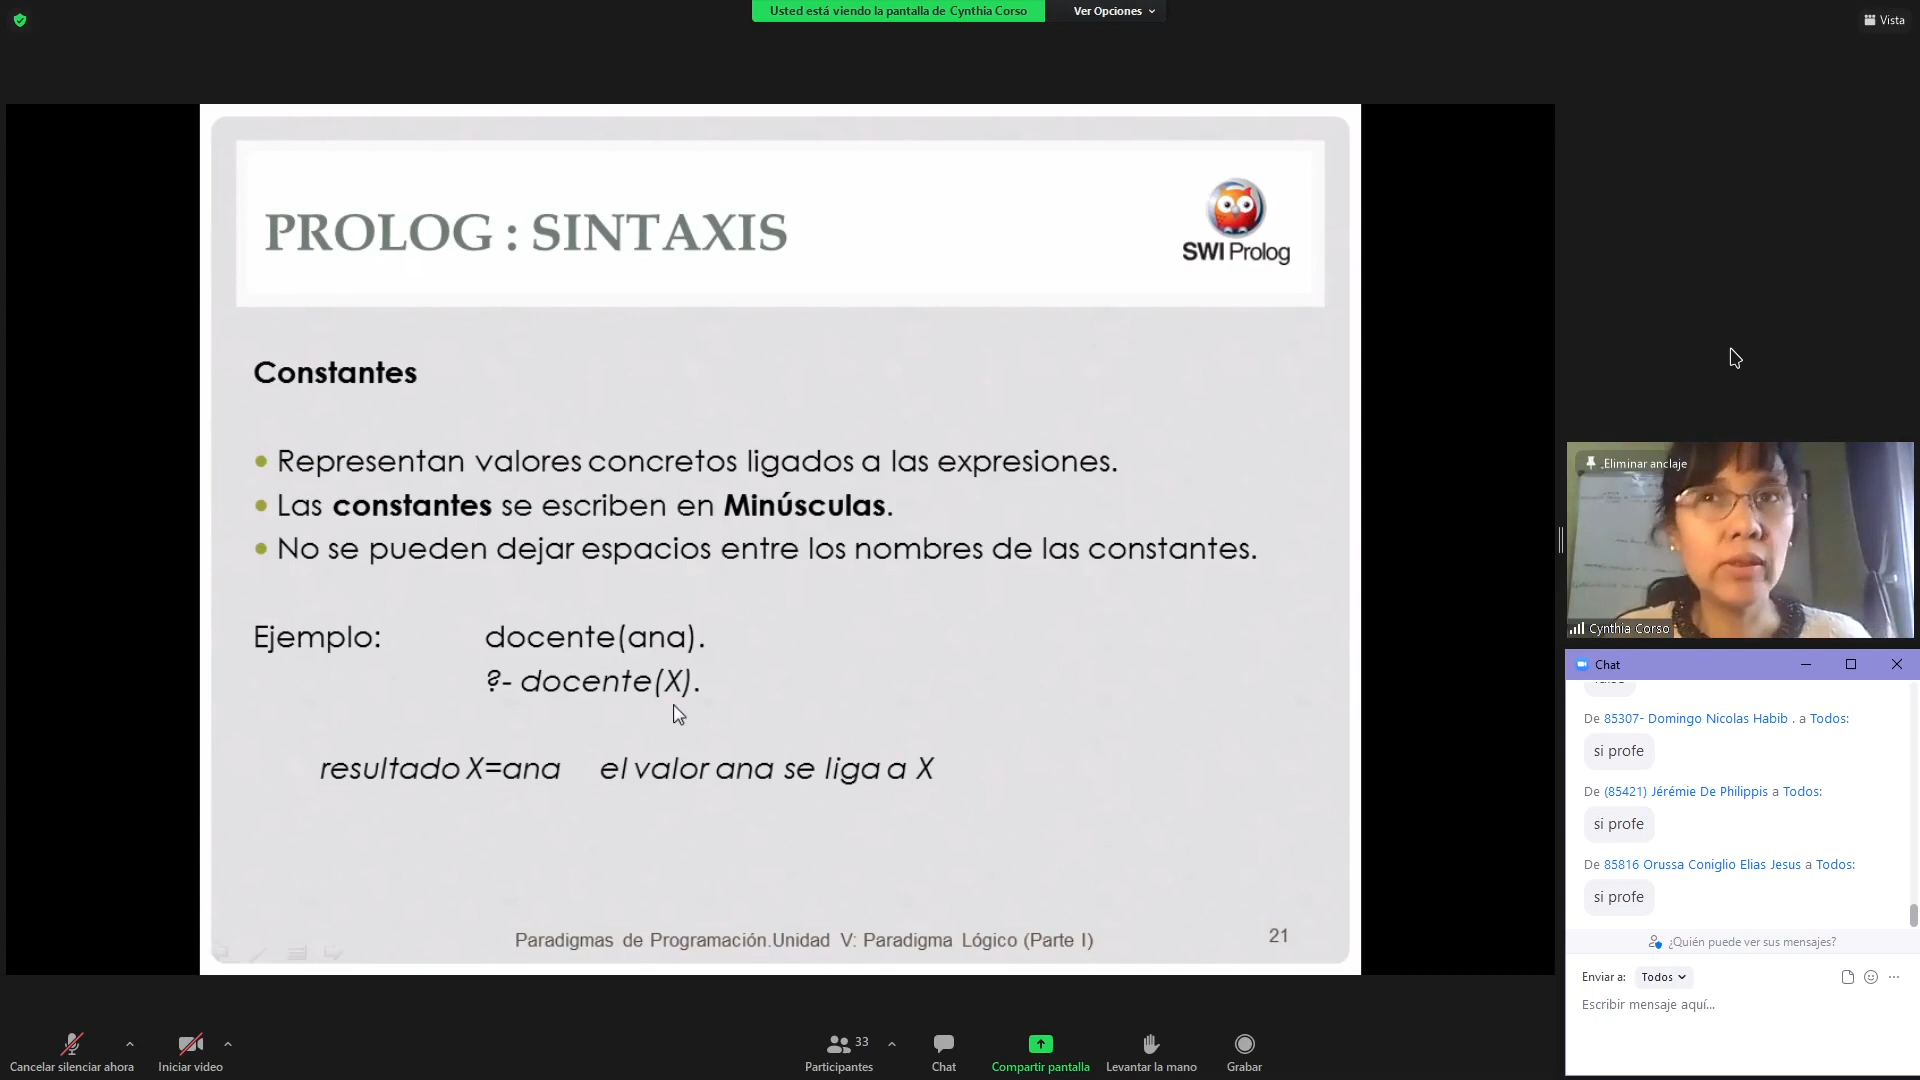 Usted está viendo la pantalla de Cynthia Corso
Ver Opciones
Vista
PROLOG : SINTAXIS
SWI Prolog
Constantes
Representan valores concretos ligados a las expresiones.
Las constantes se escriben en Minúsculas.
No se pueden dejar espacios entre los nombres de las constantes.
Ejemplo: docente(ana).
?- docente(X).
resultado X=ana el valor ana se liga a X
Paradigmas de Programación.Unidad V: Paradigma Lógico (Parte I)
21
Eliminar anclaje
Cynthia Corso
Chat
De 85307- Domingo Nicolas Habib . a Todos:
si profe
De (85421) Jérémie De Philippis a Todos:
si profe
De 85816 Orussa Coniglio Elias Jesus a Todos:
si profe
¿Quién puede ver sus mensajes?
Enviar a: Todos
Escribir mensaje aquí...
Cancelar silenciar ahora
Iniciar video
33
Participantes
Chat
Compartir pantalla
Levantar la mano
Grabar